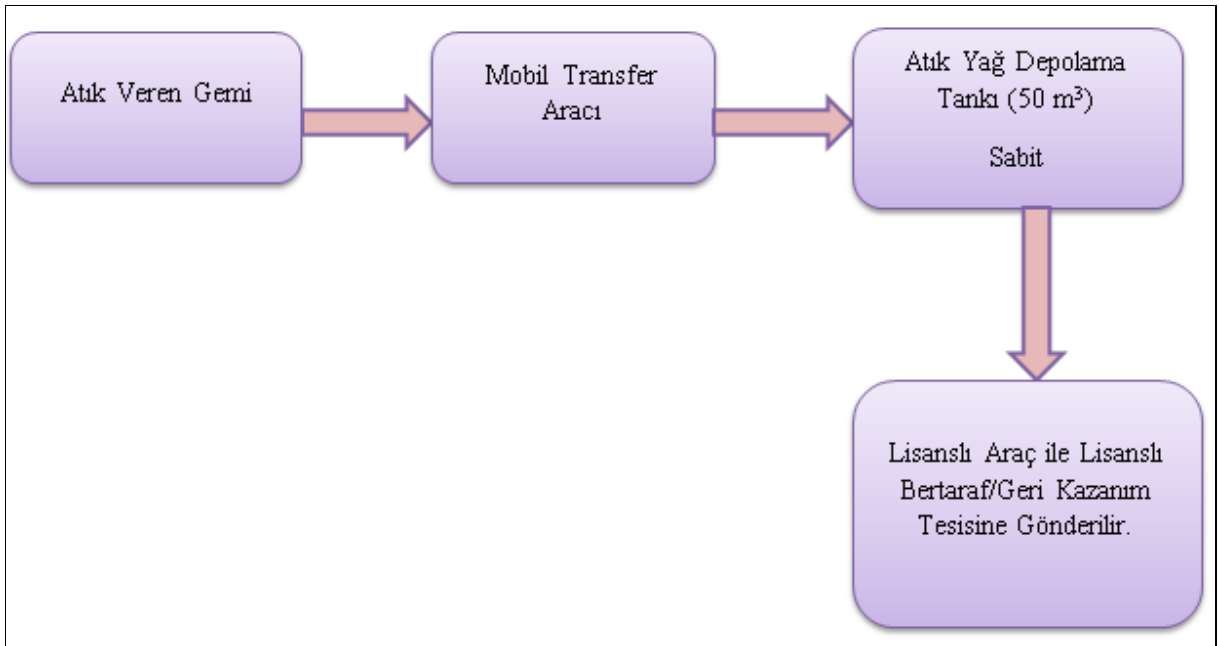 Atık Veren Gemi
Mobil Transfer
Aracı
Atık Yağ Depolama
Tankı (50 m³)
Sabit
Lisanslı Araç ile Lisanslı
Bertaraf/Geri Kazanım
Tesisine Gönderilir.